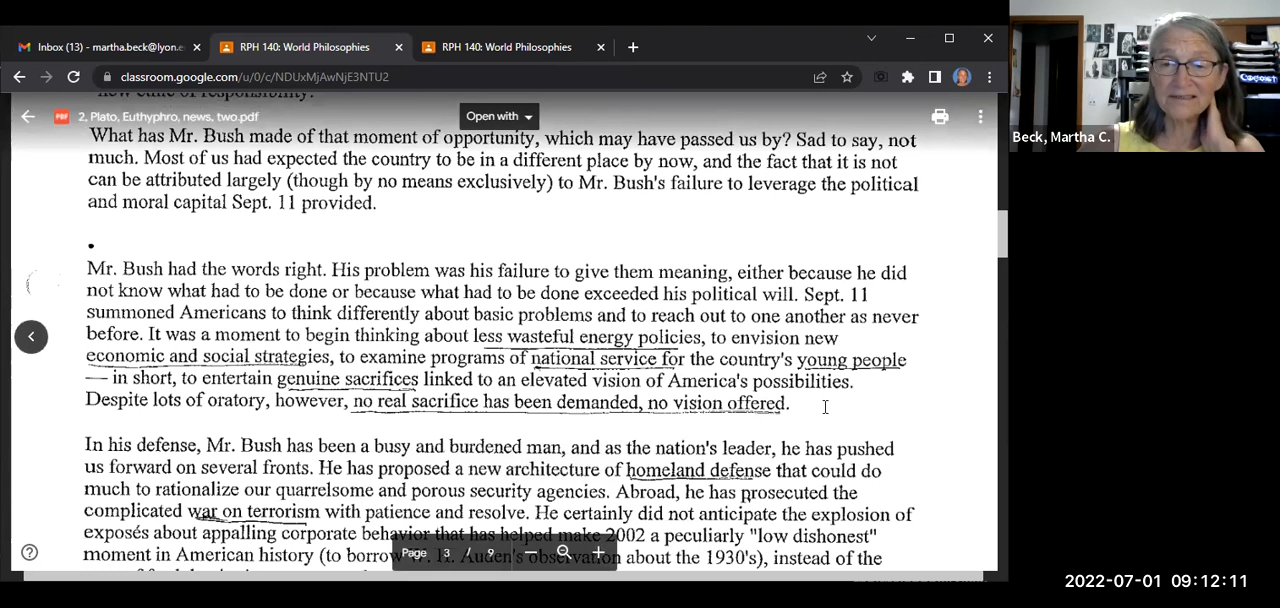 Inbox (13) - martha.beck@lyon.e
RPH 140: World Philosophies
RPH 140: World Philosophies
classroom.google.com/u/0/c/NDUxMjAwNjE3NTU2
new ethic of responsibility?
2, Plato, Euthyphro, news, two.pdf
Open with
What has Mr. Bush made of that moment of opportunity, which may have passed us by? Sad to say, not
much. Most of us had expected the country to be in a different place by now, and the fact that it is not
can be attributed largely (though by no means exclusively) to Mr. Bush's failure to leverage the political
and moral capital Sept. 11 provided.
Mr. Bush had the words right. His problem was his failure to give them meaning, either because he did
not know what had to be done or because what had to be done exceeded his political will. Sept. 11
summoned Americans to think differently about basic problems and to reach out to one another as never
before. It was a moment to begin thinking about less wasteful energy policies, to envision new
economic and social strategies, to examine programs of national service for the country's young people
— in short, to entertain genuine sacrifices linked to an elevated vision of America's possibilities.
Despite lots of oratory, however, no real sacrifice has been demanded, no vision offered.
In his defense, Mr. Bush has been a busy and burdened man, and as the nation's leader, he has pushed
us forward on several fronts. He has proposed a new architecture of homeland defense that could do
much to rationalize our quarrelsome and porous security agencies. Abroad, he has prosecuted the
complicated war on terrorism with patience and resolve. He certainly did not anticipate the explosion of
exposés about appalling corporate behavior that has helped make 2002 a peculiarly "low dishonest"
moment in American history (to borrow W. H. Auden's observation about the 1930's), instead of the
Page 3 / 9
Beck, Martha C.
2022-07-01 09:12:11